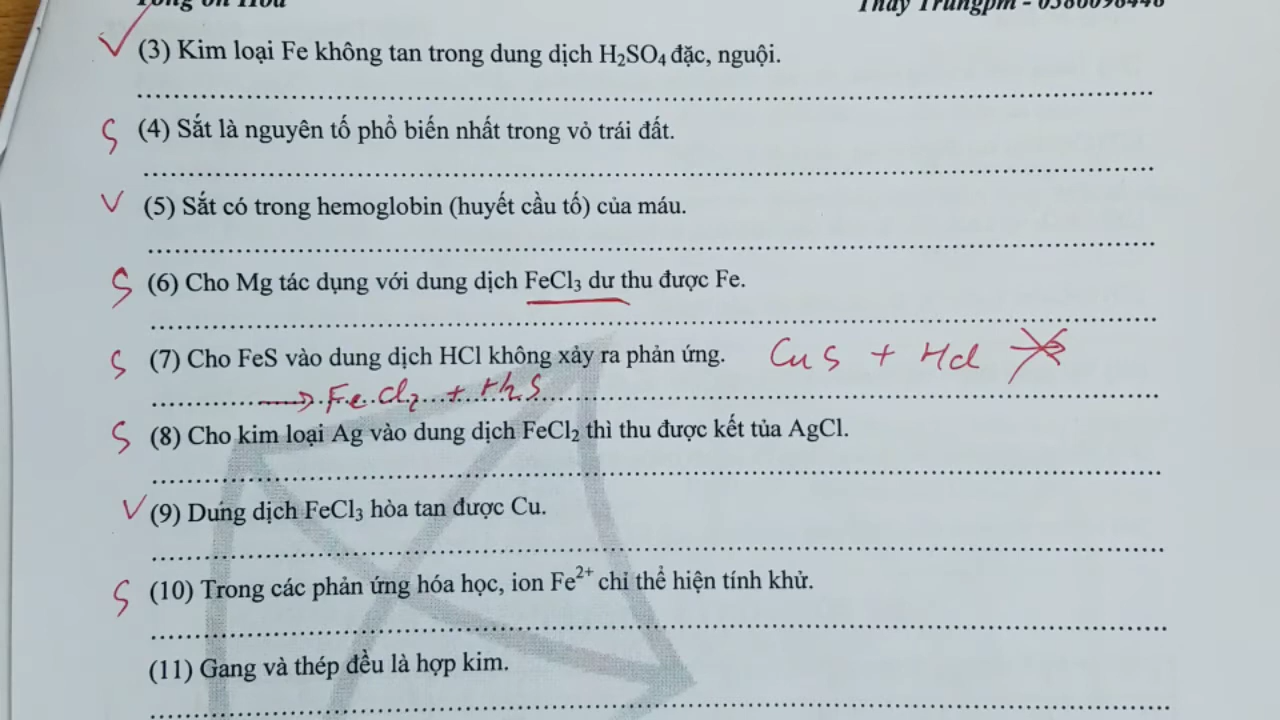 Tổng ôn Hóa Thầy Trungpm - 0386098448
✓ (3) Kim loại Fe không tan trong dung dịch H₂SO₄ đặc, nguội.
S (4) Sắt là nguyên tố phổ biến nhất trong vỏ trái đất.
✓ (5) Sắt có trong hemoglobin (huyết cầu tố) của máu.
S (6) Cho Mg tác dụng với dung dịch FeCl₃ dư thu được Fe.
S (7) Cho FeS vào dung dịch HCl không xảy ra phản ứng. CuS + HCl
→ FeCl₂ + H₂S
S (8) Cho kim loại Ag vào dung dịch FeCl₂ thì thu được kết tủa AgCl.
✓ (9) Dung dịch FeCl₃ hòa tan được Cu.
S (10) Trong các phản ứng hóa học, ion Fe²⁺ chỉ thể hiện tính khử.
(11) Gang và thép đều là hợp kim.